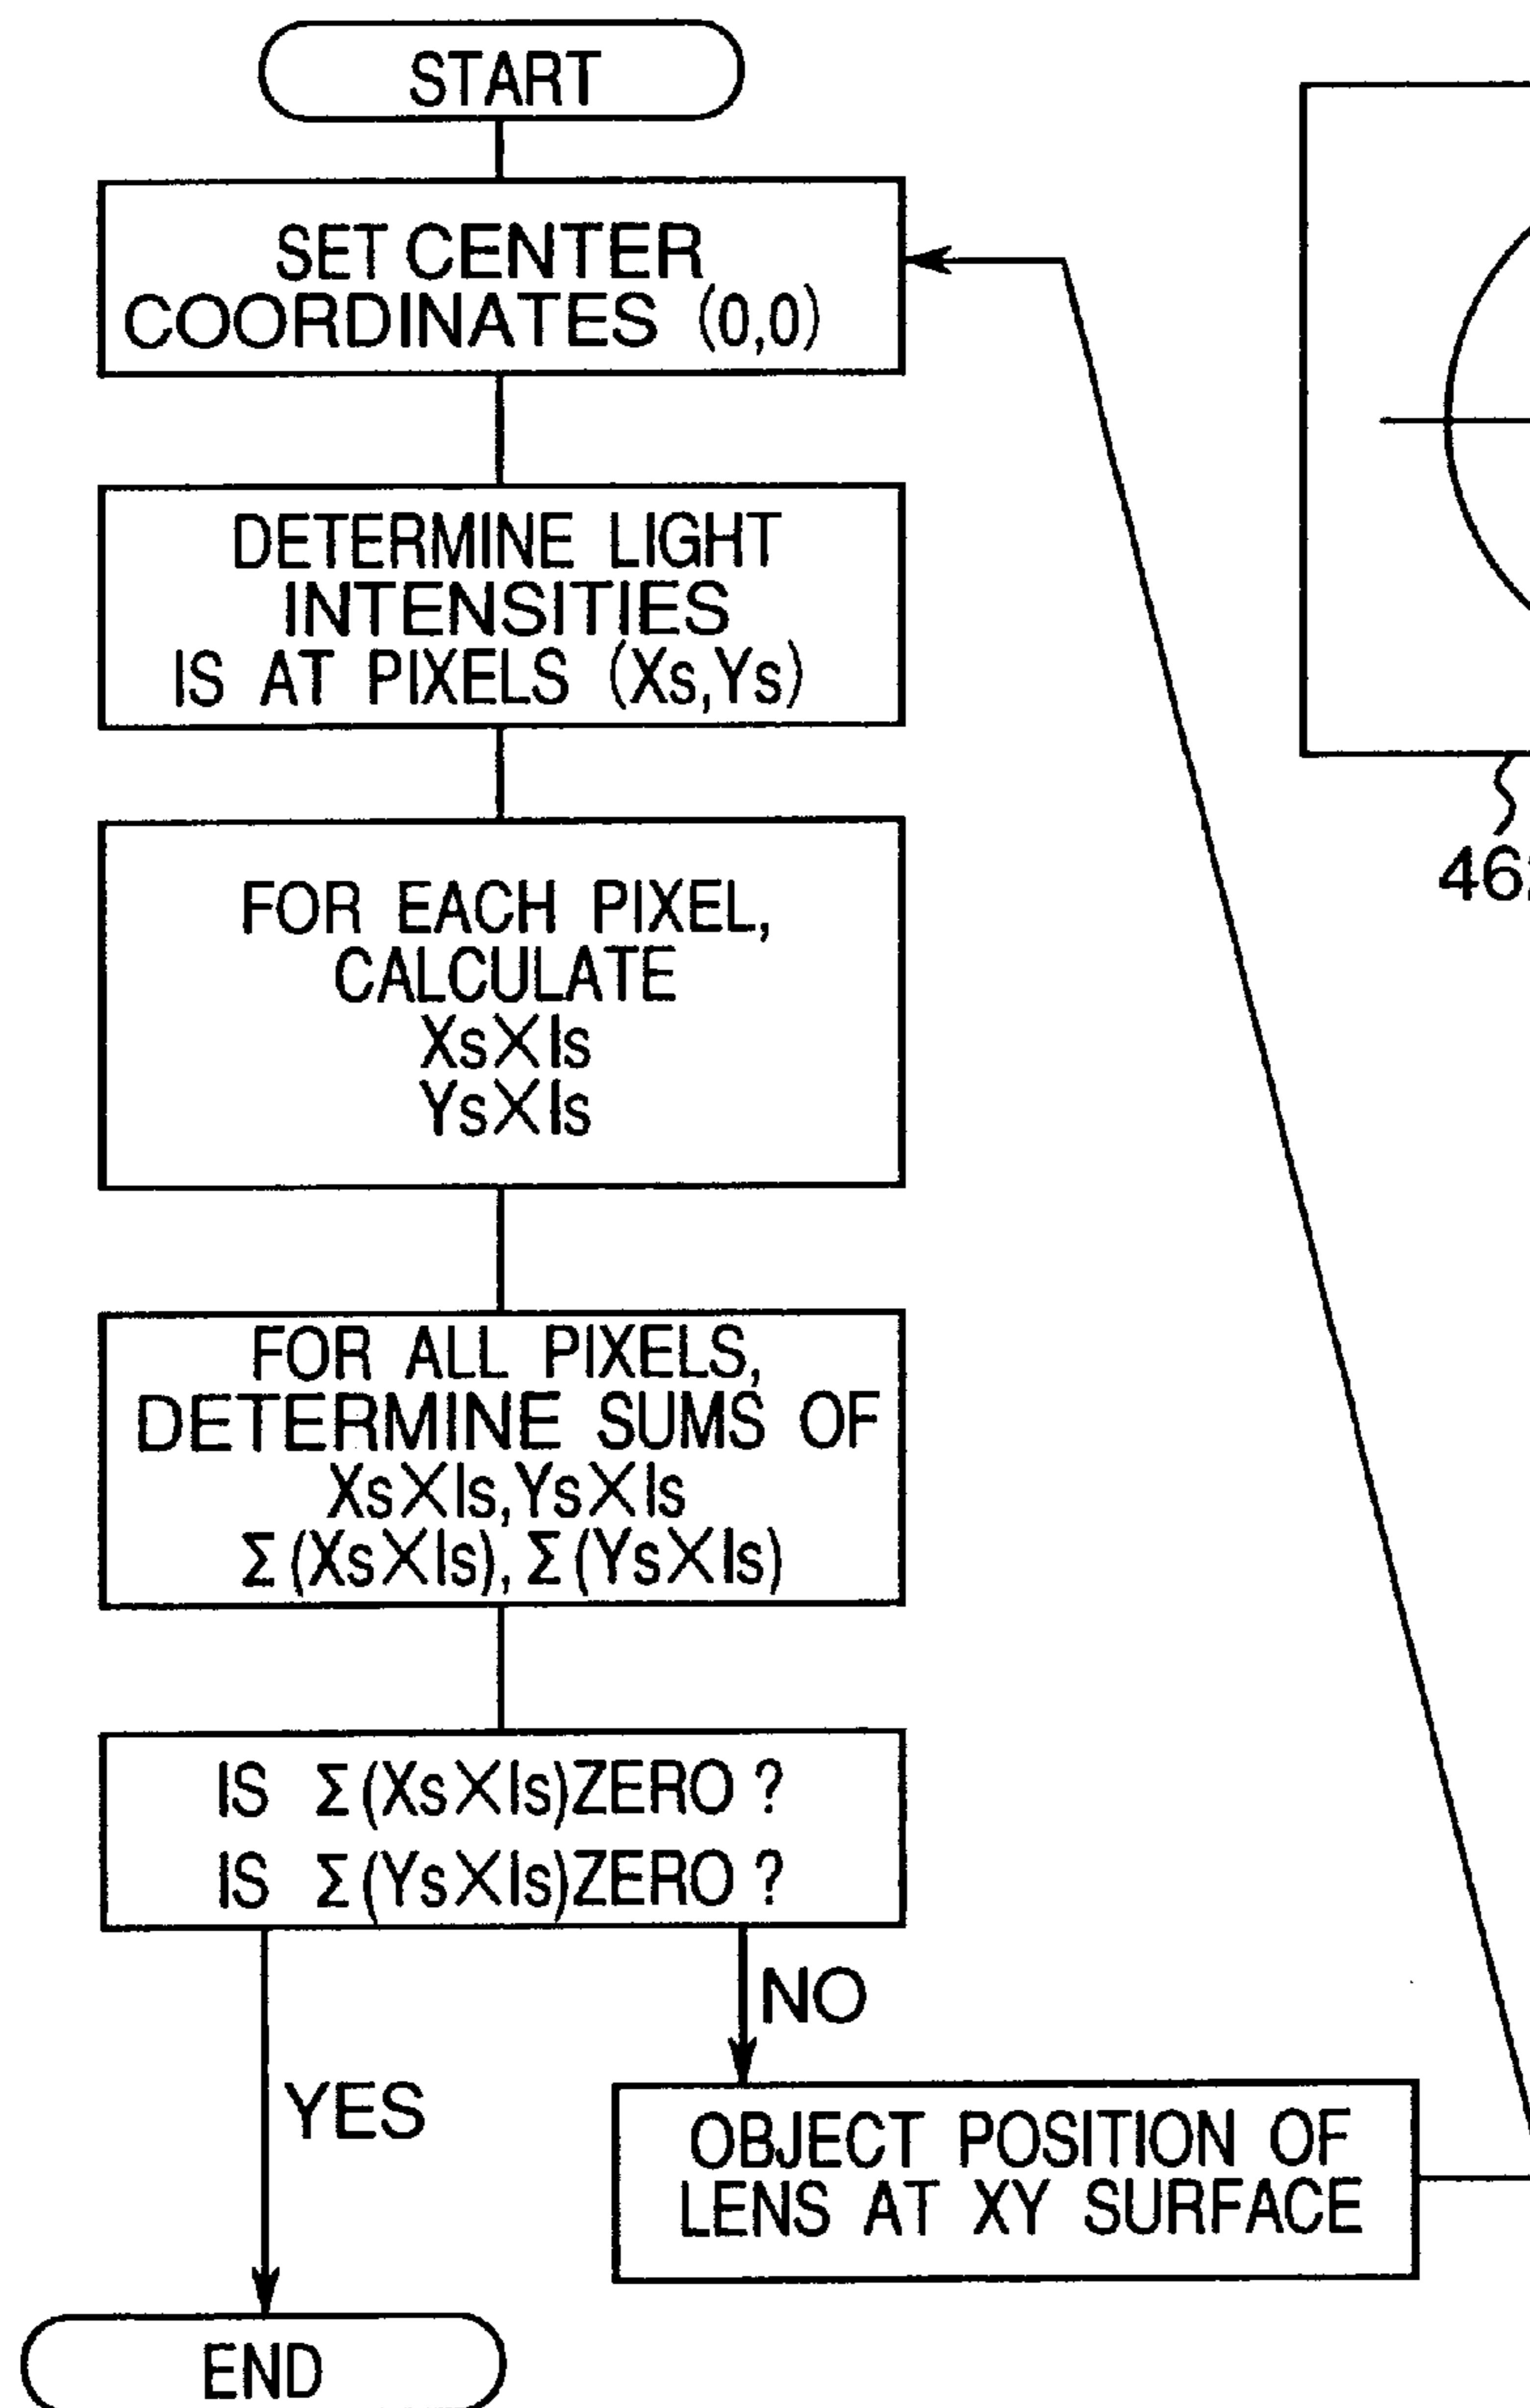 START
SET CENTER
COORDINATES (0,0)
DETERMINE LIGHT
INTENSITIES
IS AT PIXELS (Xs,Ys)
FOR EACH PIXEL,
CALCULATE
Xs×Is
Ys×Is
FOR ALL PIXELS,
DETERMINE SUMS OF
Xs×Is,Ys×Is
Σ(Xs×Is), Σ(Ys×Is)
IS Σ(Xs×Is)ZERO ?
IS Σ(Ys×Is)ZERO ?
NO
YES
OBJECT POSITION OF
LENS AT XY SURFACE
END